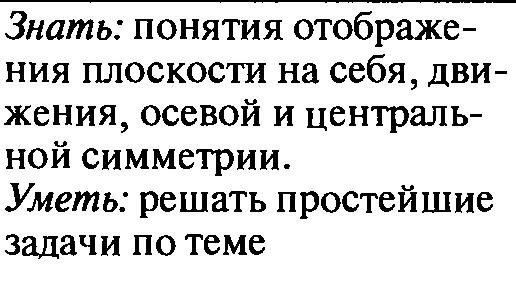 Знать: понятия отображе-
ния плоскости на себя, дви-
жения, осевой и централь-
ной симметрии.
Уметь: решать простейшие
задачи по теме